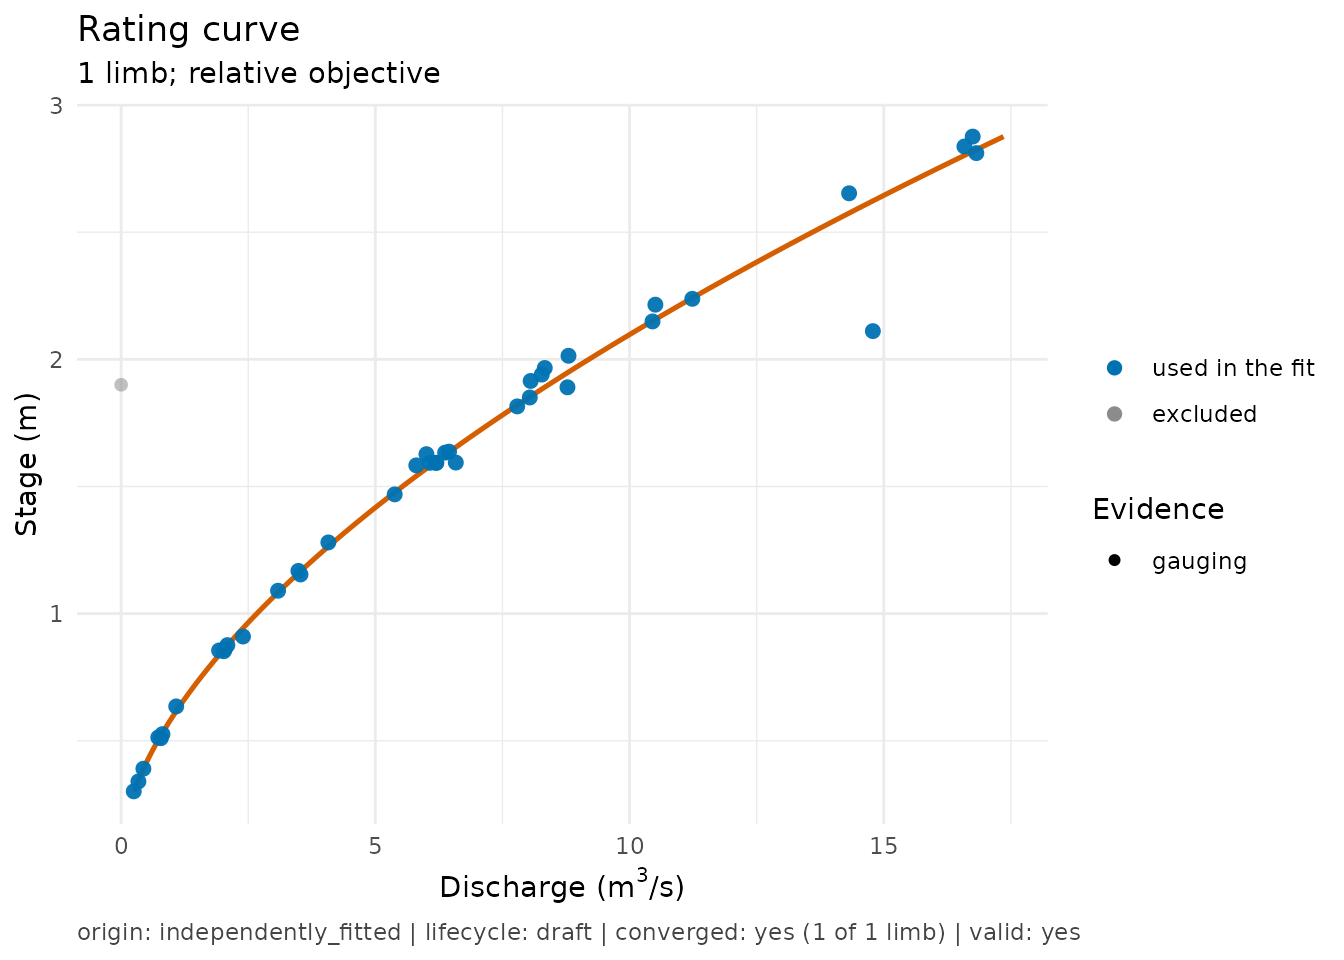 Rating curve
1 limb; relative objective
3
2
1
Stage (m)
0
5
10
15
Discharge (m³/s)
used in the fit
excluded
Evidence
gauging
origin: independently_fitted | lifecycle: draft | converged: yes (1 of 1 limb) | valid: yes